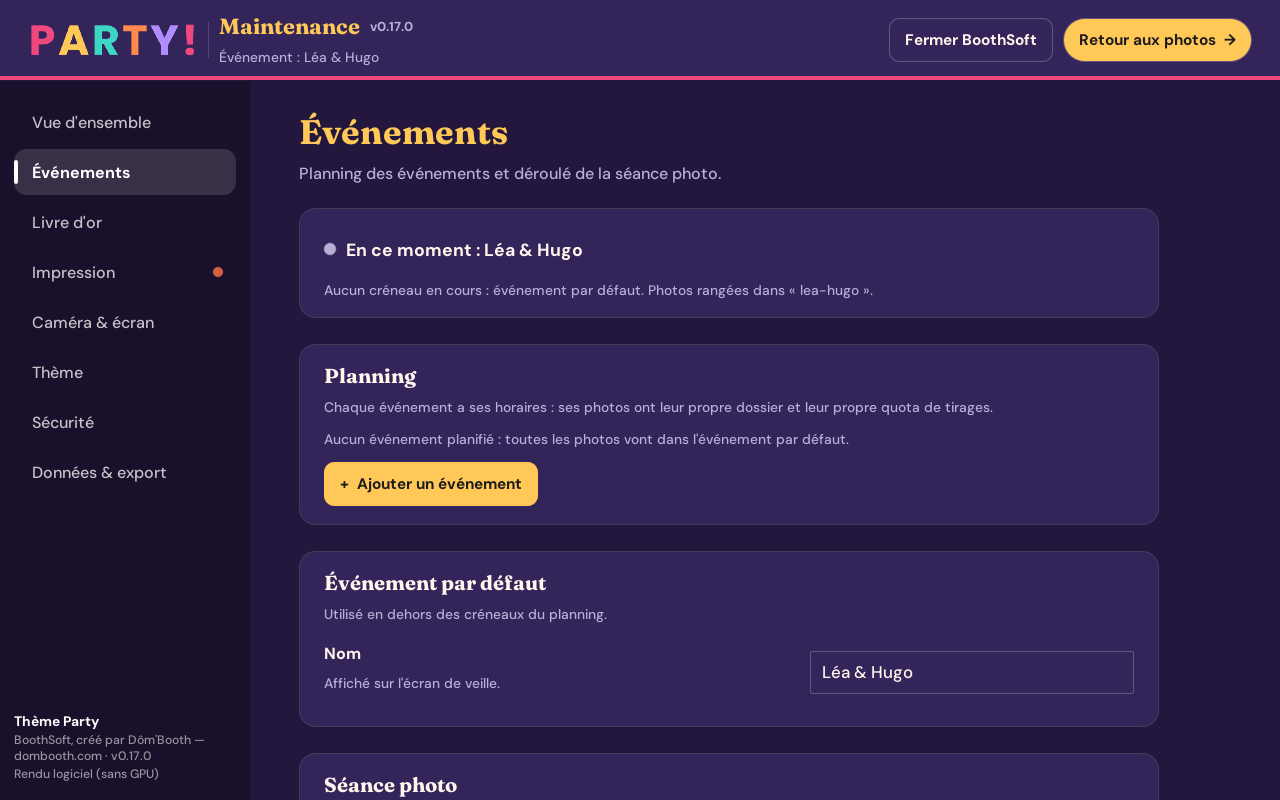 PARTY!
Maintenance v0.17.0
Événement : Léa & Hugo
Fermer BoothSoft
Retour aux photos →
Vue d'ensemble
Événements
Livre d'or
Impression
Caméra & écran
Thème
Sécurité
Données & export
Thème Party
BoothSoft, créé par Döm'Booth —
dombooth.com · v0.17.0
Rendu logiciel (sans GPU)
Événements
Planning des événements et déroulé de la séance photo.
En ce moment : Léa & Hugo
Aucun créneau en cours : événement par défaut. Photos rangées dans « lea-hugo ».
Planning
Chaque événement a ses horaires : ses photos ont leur propre dossier et leur propre quota de tirages.
Aucun événement planifié : toutes les photos vont dans l'événement par défaut.
+ Ajouter un événement
Événement par défaut
Utilisé en dehors des créneaux du planning.
Nom
Affiché sur l'écran de veille.
Léa & Hugo
Séance photo